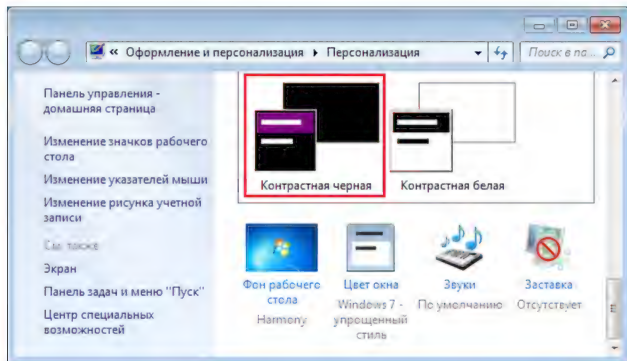 « Оформление и персонализация Персонализация Поиск в па...
Панель управления -
домашняя страница
Изменение значков рабочего
стола
Изменение указателей мыши
Изменение рисунка учетной
записи
См. также
Экран
Панель задач и меню "Пуск"
Центр специальных
возможностей
Контрастная черная Контрастная белая
Фон рабочего
стола
Harmony
Цвет окна
Windows 7 -
упрощенный
стиль
Звуки
По умолчанию
Заставка
Отсутствует